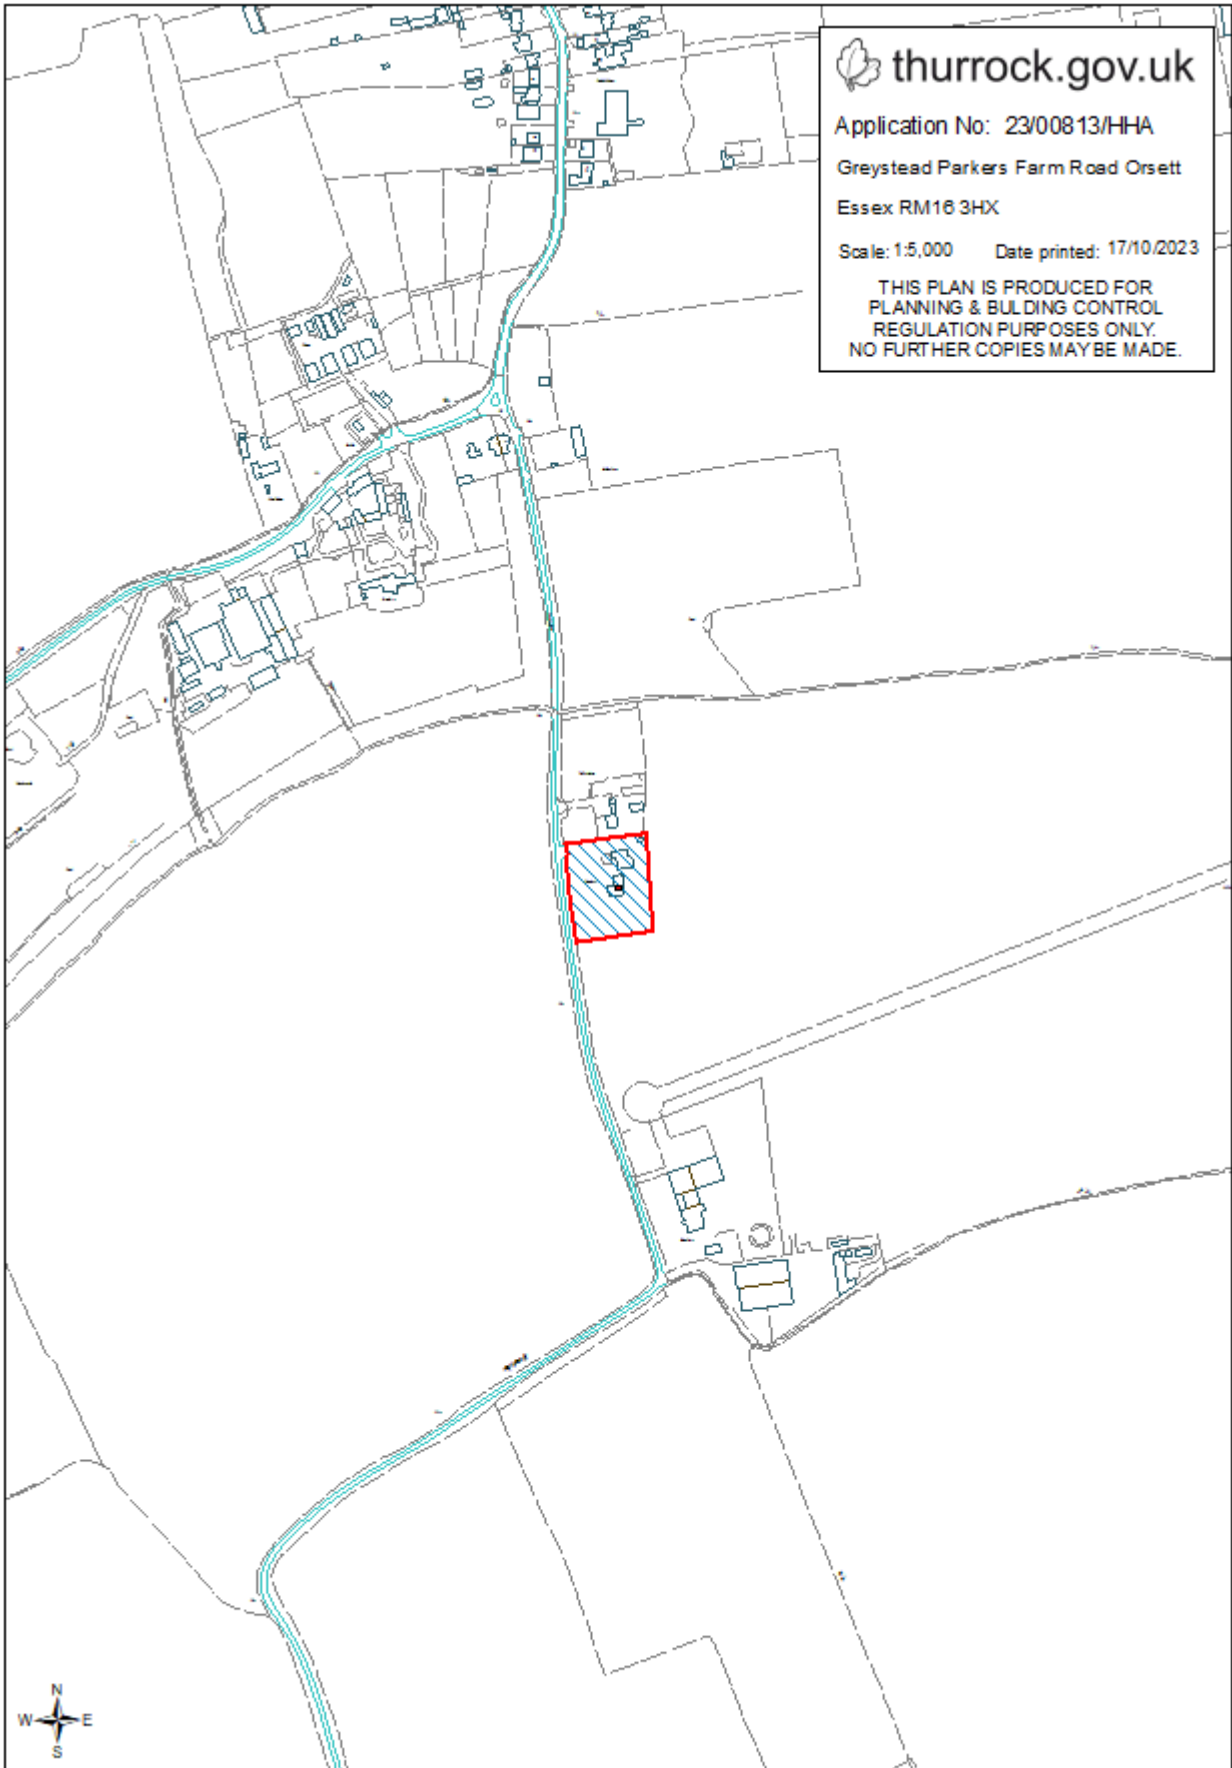 thurrock.gov.uk
Application No: 23/00813/HHA
Greystead Parkers Farm Road Orsett
Essex RM16 3HX
Scale: 1:5,000 Date printed: 17/10/2023
THIS PLAN IS PRODUCED FOR
PLANNING & BULDING CONTROL
REGULATION PURPOSES ONLY.
NO FURTHER COPIES MAY BE MADE.
N
W E
S